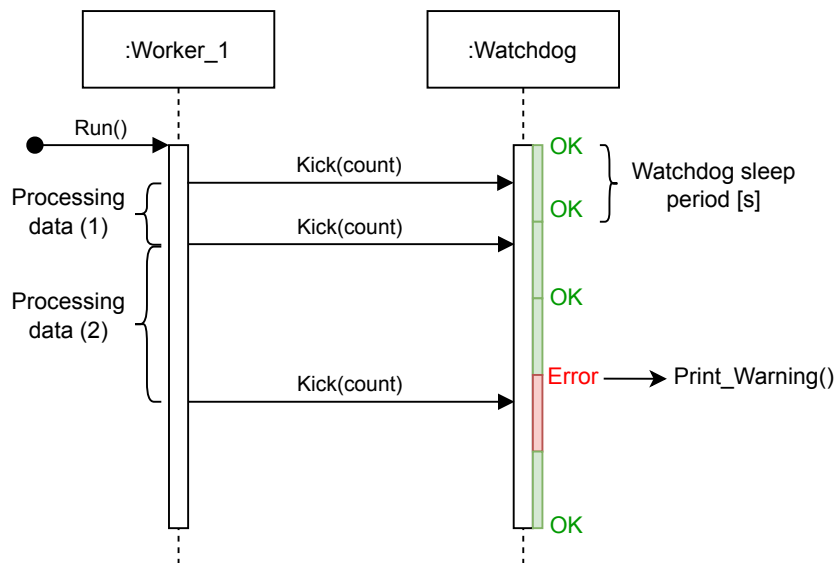 :Worker_1
:Watchdog
Run()
OK
Kick(count)
Watchdog sleep
period [s]
Processing
data (1)
OK
Kick(count)
OK
Processing
data (2)
Kick(count)
Error
Print_Warning()
OK